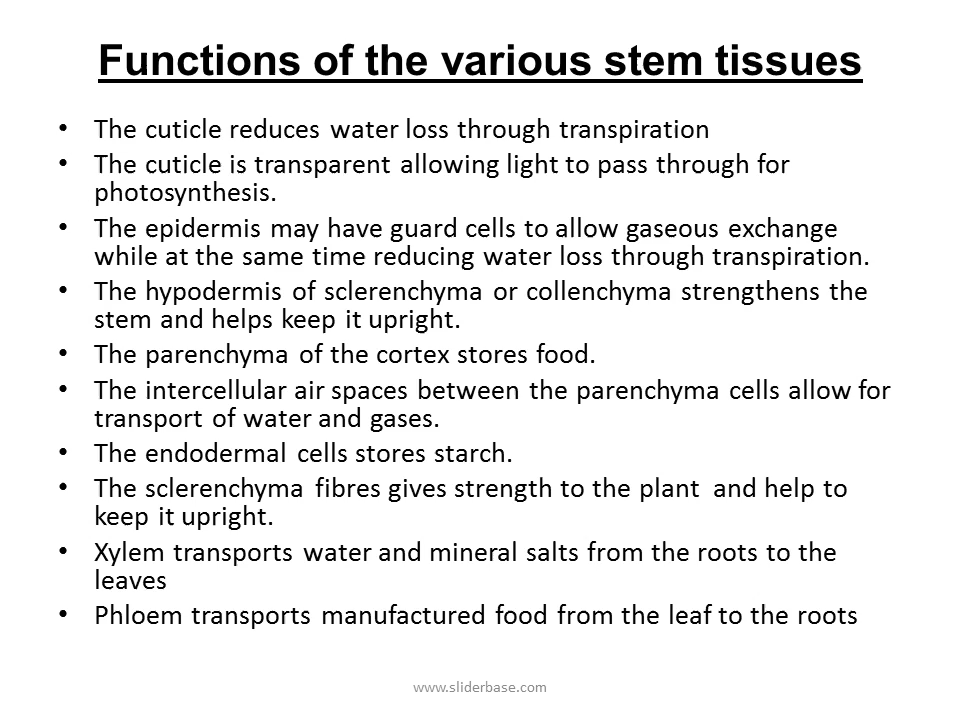 Functions of the various stem tissues
• The cuticle reduces water loss through transpiration
• The cuticle is transparent allowing light to pass through for
photosynthesis.
• The epidermis may have guard cells to allow gaseous exchange
while at the same time reducing water loss through transpiration.
• The hypodermis of sclerenchyma or collenchyma strengthens the
stem and helps keep it upright.
• The parenchyma of the cortex stores food.
• The intercellular air spaces between the parenchyma cells allow for
transport of water and gases.
• The endodermal cells stores starch.
• The sclerenchyma fibres gives strength to the plant and help to
keep it upright.
• Xylem transports water and mineral salts from the roots to the
leaves
• Phloem transports manufactured food from the leaf to the roots
www.sliderbase.com